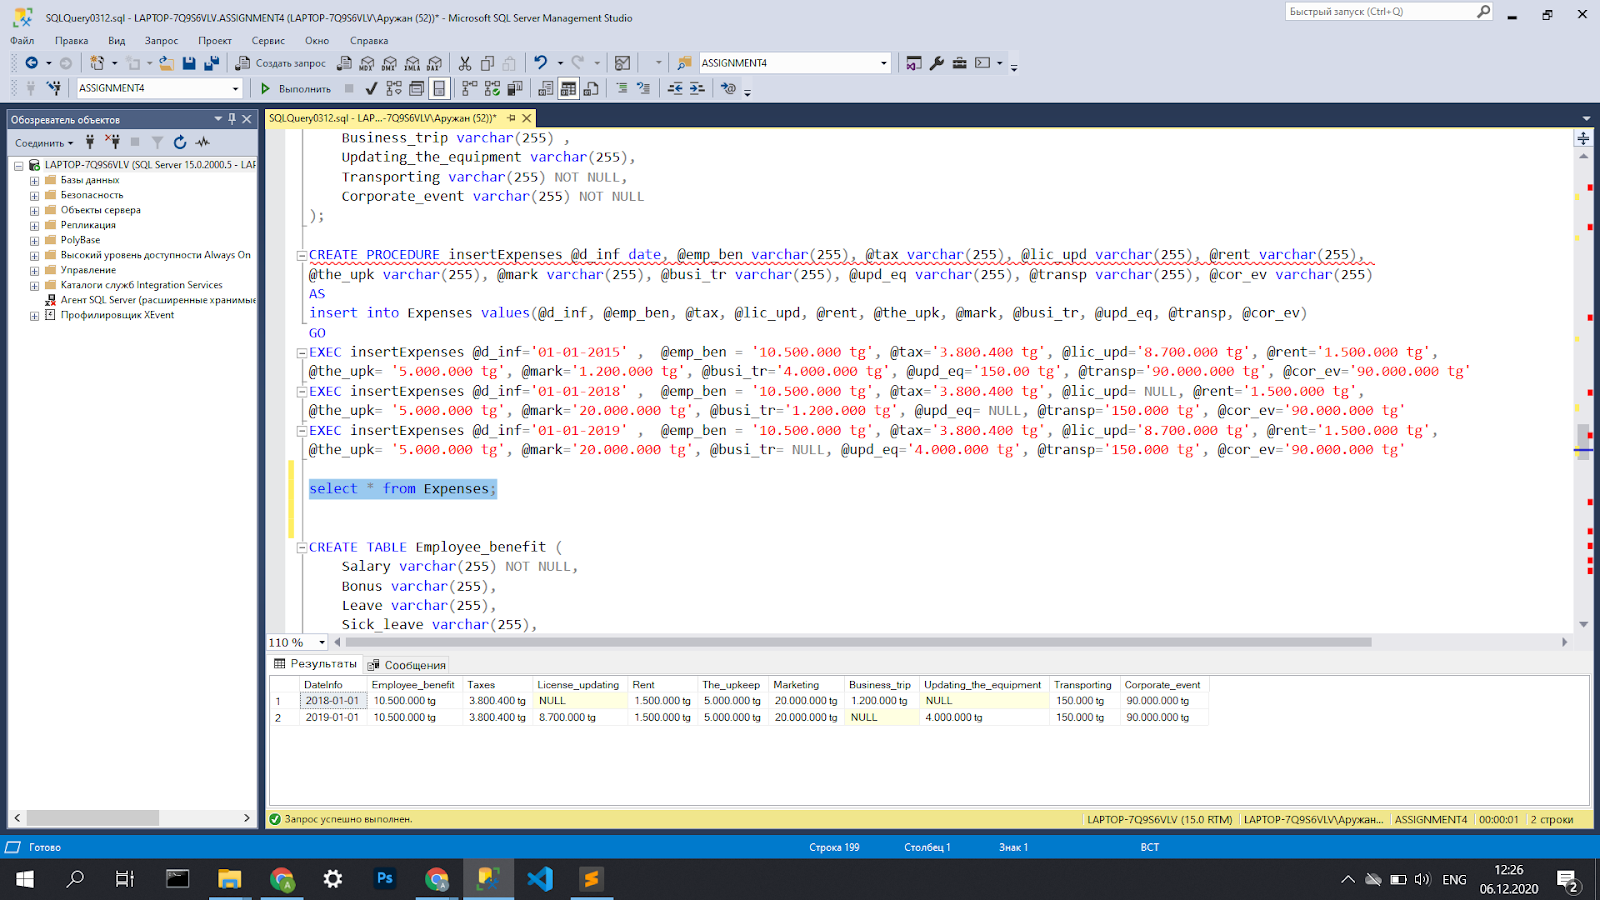 SQLQuery0312.sql - LAPTOP-7Q9S6VLV.ASSIGNMENT4 (LAPTOP-7Q9S6VLV\Аружан (52))* - Microsoft SQL Server Management Studio
Быстрый запуск (Ctrl+Q)
Файл Правка Вид Запрос Проект Сервис Окно Справка
Создать запрос MDX DMX XMLA DAX ASSIGNMENT4
ASSIGNMENT4 Выполнить
Обозреватель объектов
SQLQuery0312.sql - LAP...-7Q9S6VLV\Аружан (52))*
Соединить
LAPTOP-7Q9S6VLV (SQL Server 15.0.2000.5 - LAP
Базы данных
Безопасность
Объекты сервера
Репликация
PolyBase
Высокий уровень доступности Always On
Управление
Каталоги служб Integration Services
Агент SQL Server (расширенные хранимые
Профилировщик XEvent
Business_trip varchar(255) ,
Updating_the_equipment varchar(255),
Transporting varchar(255) NOT NULL,
Corporate_event varchar(255) NOT NULL
);
CREATE PROCEDURE insertExpenses @d_inf date, @emp_ben varchar(255), @tax varchar(255), @lic_upd varchar(255), @rent varchar(255),
@the_upk varchar(255), @mark varchar(255), @busi_tr varchar(255), @upd_eq varchar(255), @transp varchar(255), @cor_ev varchar(255)
AS
insert into Expenses values(@d_inf, @emp_ben, @tax, @lic_upd, @rent, @the_upk, @mark, @busi_tr, @upd_eq, @transp, @cor_ev)
GO
EXEC insertExpenses @d_inf='01-01-2015' , @emp_ben = '10.500.000 tg', @tax='3.800.400 tg', @lic_upd='8.700.000 tg', @rent='1.500.000 tg',
@the_upk= '5.000.000 tg', @mark='1.200.000 tg', @busi_tr='4.000.000 tg', @upd_eq='150.00 tg', @transp='90.000.000 tg', @cor_ev='90.000.000 tg'
EXEC insertExpenses @d_inf='01-01-2018' , @emp_ben = '10.500.000 tg', @tax='3.800.400 tg', @lic_upd= NULL, @rent='1.500.000 tg',
@the_upk= '5.000.000 tg', @mark='20.000.000 tg', @busi_tr='1.200.000 tg', @upd_eq= NULL, @transp='150.000 tg', @cor_ev='90.000.000 tg'
EXEC insertExpenses @d_inf='01-01-2019' , @emp_ben = '10.500.000 tg', @tax='3.800.400 tg', @lic_upd='8.700.000 tg', @rent='1.500.000 tg',
@the_upk= '5.000.000 tg', @mark='20.000.000 tg', @busi_tr= NULL, @upd_eq='4.000.000 tg', @transp='150.000 tg', @cor_ev='90.000.000 tg'
select * from Expenses;
CREATE TABLE Employee_benefit (
Salary varchar(255) NOT NULL,
Bonus varchar(255),
Leave varchar(255),
Sick_leave varchar(255),
110 %
Результаты Сообщения
DateInfo Employee_benefit Taxes License_updating Rent The_upkeep Marketing Business_trip Updating_the_equipment Transporting Corporate_event
1 2018-01-01 10.500.000 tg 3.800.400 tg NULL 1.500.000 tg 5.000.000 tg 20.000.000 tg 1.200.000 tg NULL 150.000 tg 90.000.000 tg
2 2019-01-01 10.500.000 tg 3.800.400 tg 8.700.000 tg 1.500.000 tg 5.000.000 tg 20.000.000 tg NULL 4.000.000 tg 150.000 tg 90.000.000 tg
Запрос успешно выполнен. LAPTOP-7Q9S6VLV (15.0 RTM) LAPTOP-7Q9S6VLV\Аружан... ASSIGNMENT4 00:00:01 2 строки
Готово Строка 199 Столбец 1 Знак 1 ВСТ
Ps ENG 12:26
06.12.2020 2